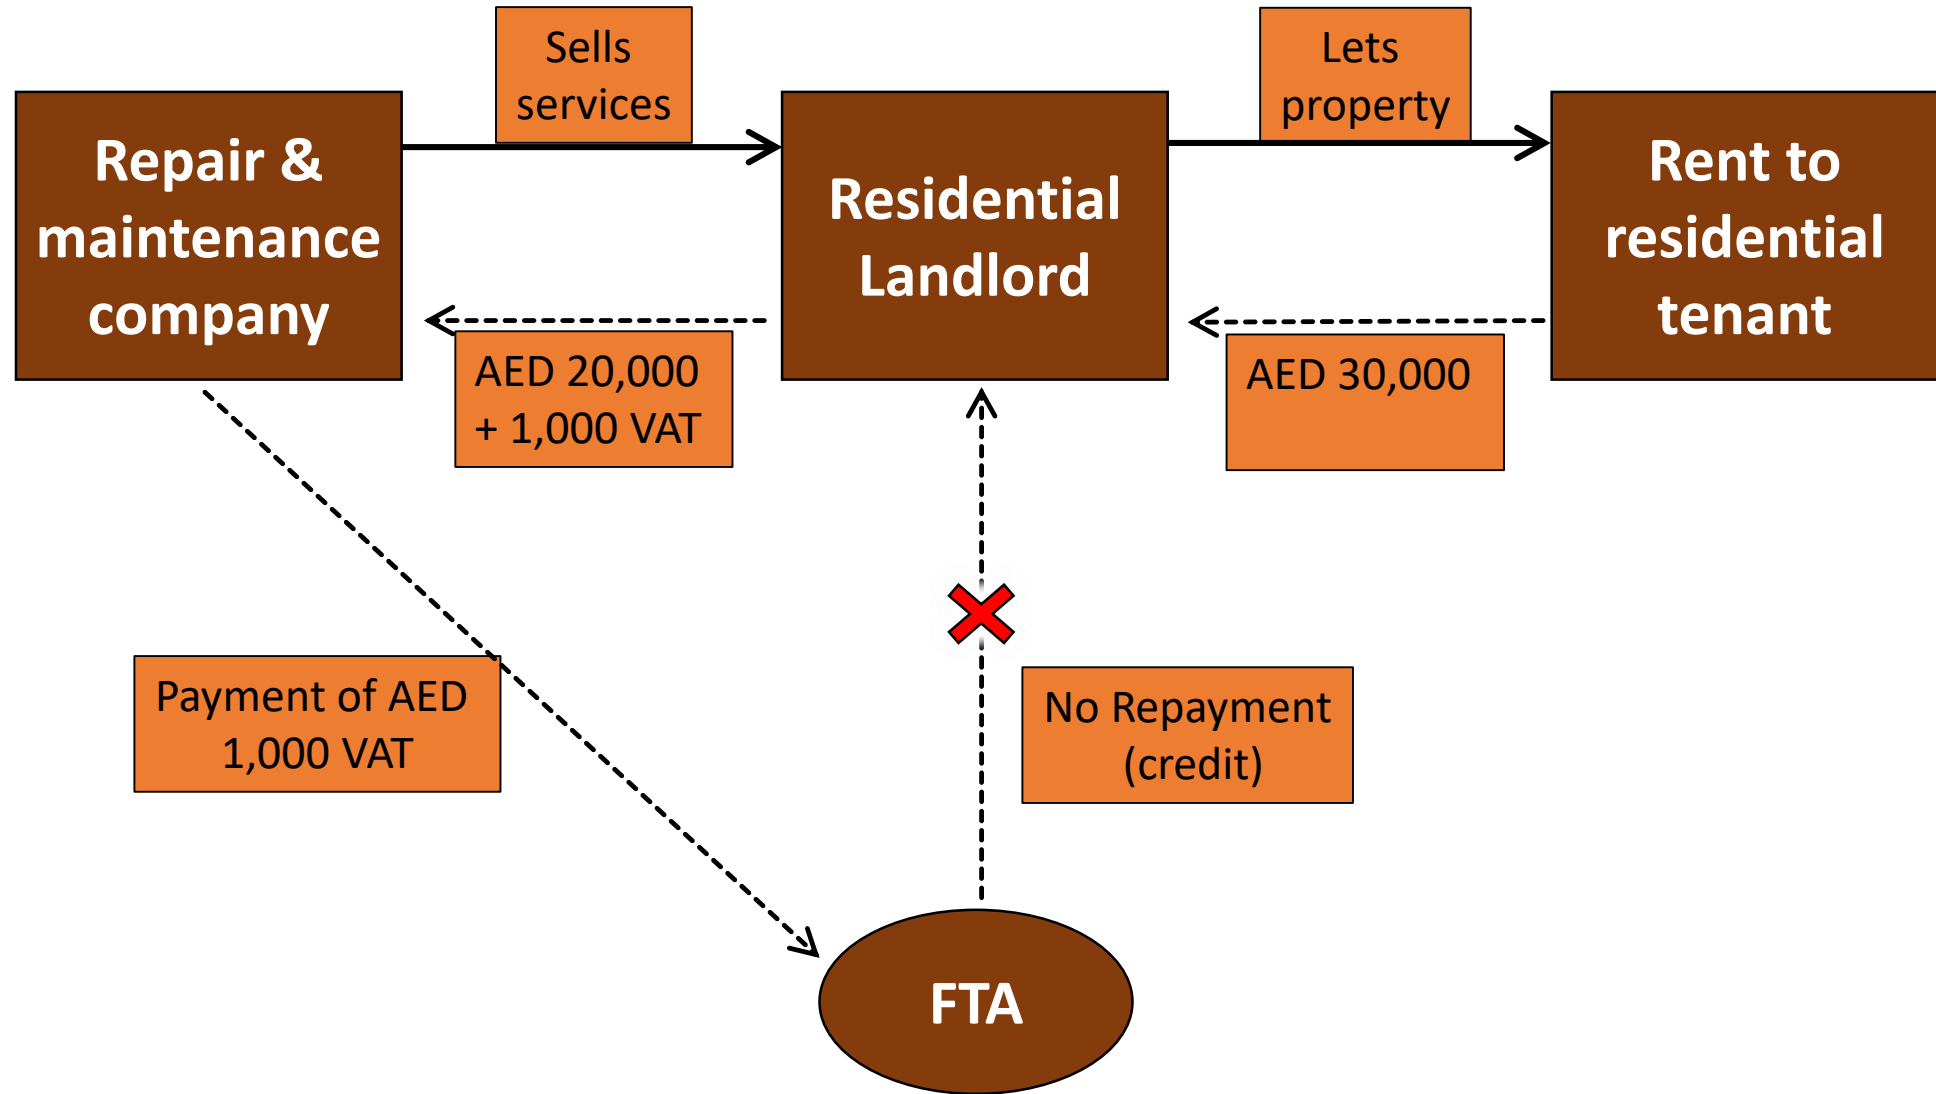 Sells
services
Lets
property
Repair &
maintenance
company
Residential
Landlord
Rent to
residential
tenant
AED 20,000
+ 1,000 VAT
AED 30,000
Payment of AED
1,000 VAT
No Repayment
(credit)
FTA